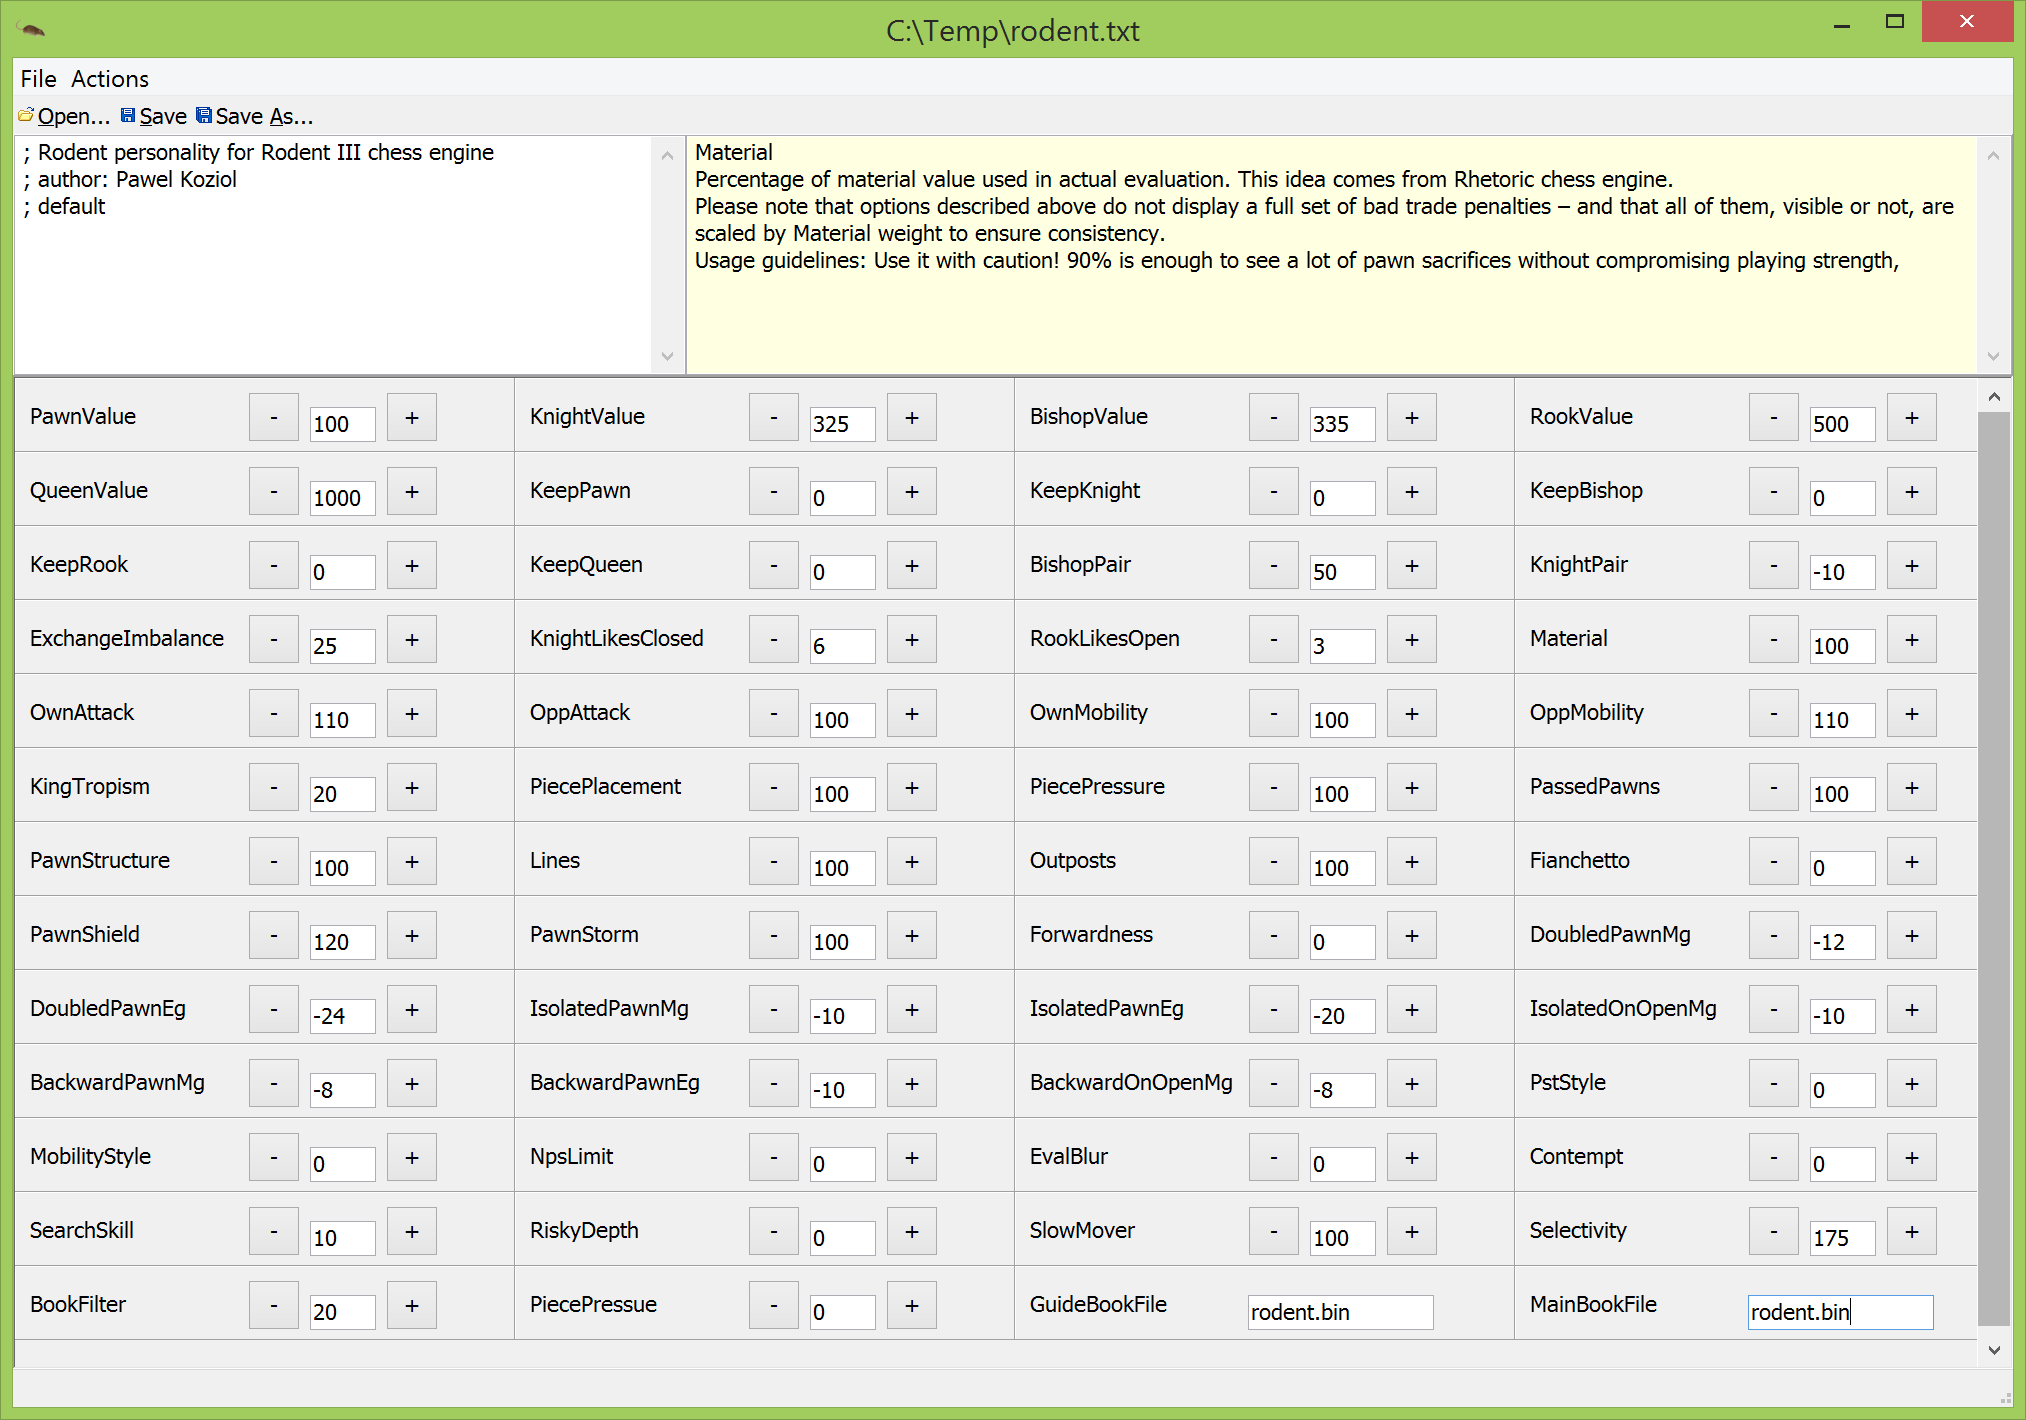 C:\Temp\rodent.txt
File Actions
Open... Save Save As...
; Rodent personality for Rodent III chess engine
; author: Pawel Koziol
; default
Material
Percentage of material value used in actual evaluation. This idea comes from Rhetoric chess engine.
Please note that options described above do not display a full set of bad trade penalties – and that all of them, visible or not, are
scaled by Material weight to ensure consistency.
Usage guidelines: Use it with caution! 90% is enough to see a lot of pawn sacrifices without compromising playing strength,
PawnValue - 100 + KnightValue - 325 + BishopValue - 335 + RookValue - 500 +
QueenValue - 1000 + KeepPawn - 0 + KeepKnight - 0 + KeepBishop - 0 +
KeepRook - 0 + KeepQueen - 0 + BishopPair - 50 + KnightPair - -10 +
ExchangeImbalance - 25 + KnightLikesClosed - 6 + RookLikesOpen - 3 + Material - 100 +
OwnAttack - 110 + OppAttack - 100 + OwnMobility - 100 + OppMobility - 110 +
KingTropism - 20 + PiecePlacement - 100 + PiecePressure - 100 + PassedPawns - 100 +
PawnStructure - 100 + Lines - 100 + Outposts - 100 + Fianchetto - 0 +
PawnShield - 120 + PawnStorm - 100 + Forwardness - 0 + DoubledPawnMg - -12 +
DoubledPawnEg - -24 + IsolatedPawnMg - -10 + IsolatedPawnEg - -20 + IsolatedOnOpenMg - -10 +
BackwardPawnMg - -8 + BackwardPawnEg - -10 + BackwardOnOpenMg - -8 + PstStyle - 0 +
MobilityStyle - 0 + NpsLimit - 0 + EvalBlur - 0 + Contempt - 0 +
SearchSkill - 10 + RiskyDepth - 0 + SlowMover - 100 + Selectivity - 175 +
BookFilter - 20 + PiecePressue - 0 + GuideBookFile rodent.bin MainBookFile rodent.bin